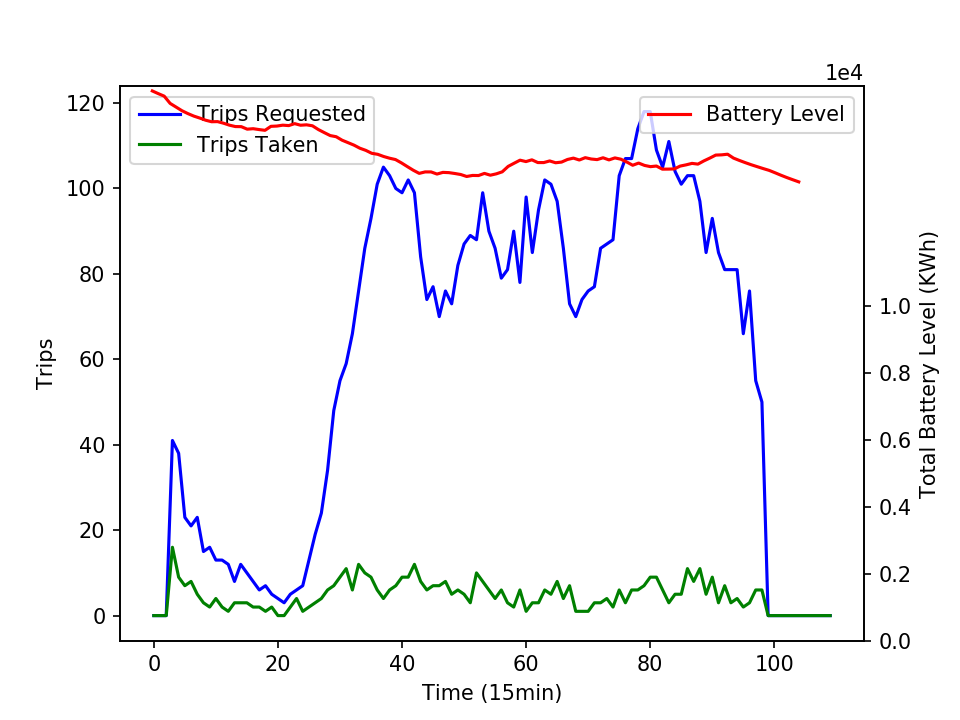 1e4
120
100
80
60
40
20
0
Trips
Trips Requested
Trips Taken
Battery Level
1.0
0.8
0.6
0.4
0.2
0.0
Total Battery Level (KWh)
0 20 40 60 80 100
Time (15min)